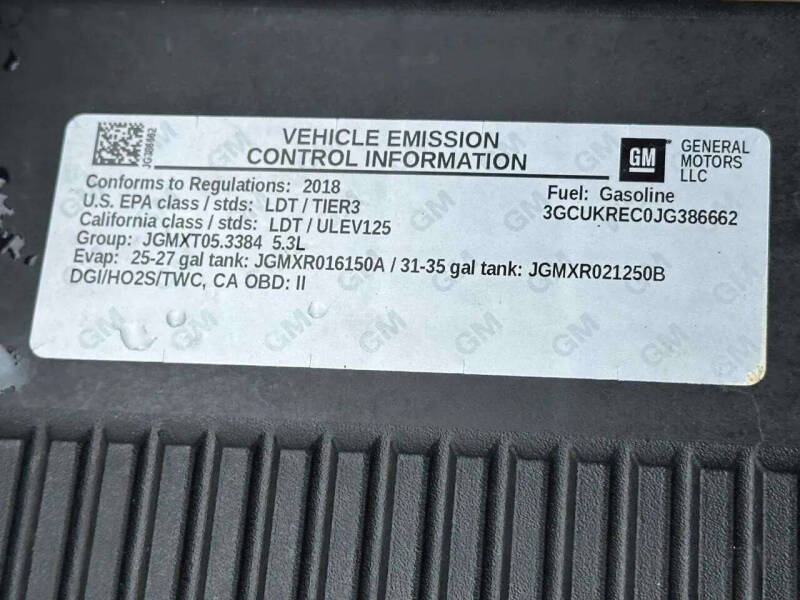 JG386662
VEHICLE EMISSION
CONTROL INFORMATION
GM
GENERAL
MOTORS
LLC
Conforms to Regulations: 2018
U.S. EPA class / stds: LDT / TIER3
California class / stds: LDT / ULEV125
Group: JGMXT05.3384 5.3L
Evap: 25-27 gal tank: JGMXR016150A / 31-35 gal tank: JGMXR021250B
DGI/HO2S/TWC, CA OBD: II
Fuel: Gasoline
3GCUKREC0JG386662